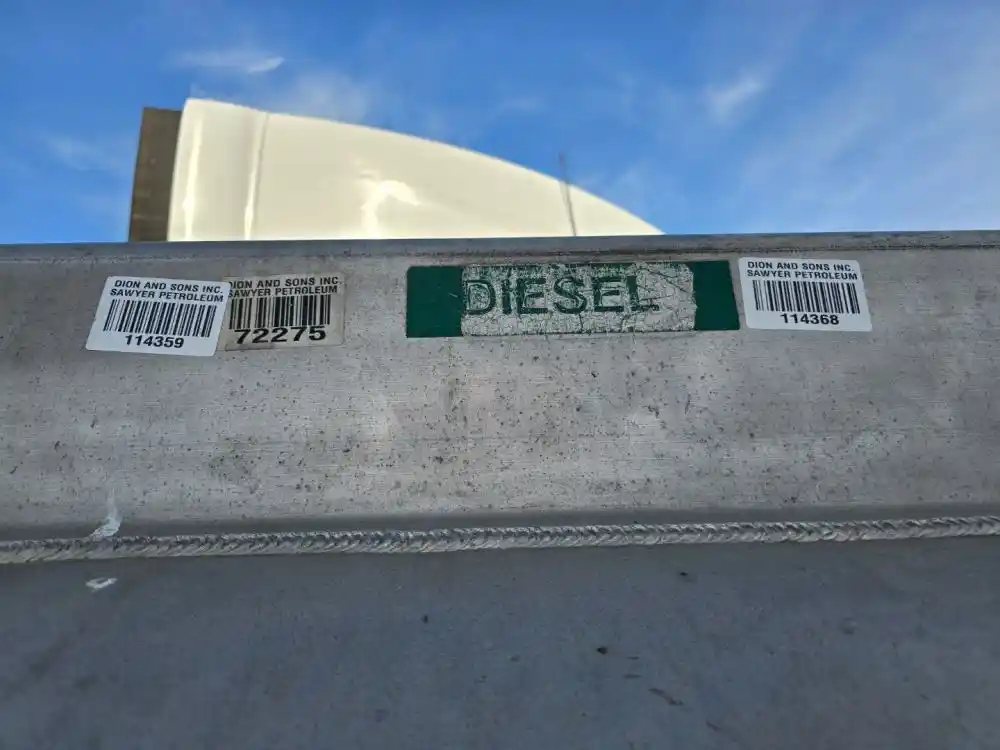 DION AND SONS INC.
SAWYER PETROLEUM
114359
DION AND SONS INC.
SAWYER PETROLEUM
72275
DIESEL
DION AND SONS INC.
SAWYER PETROLEUM
114368